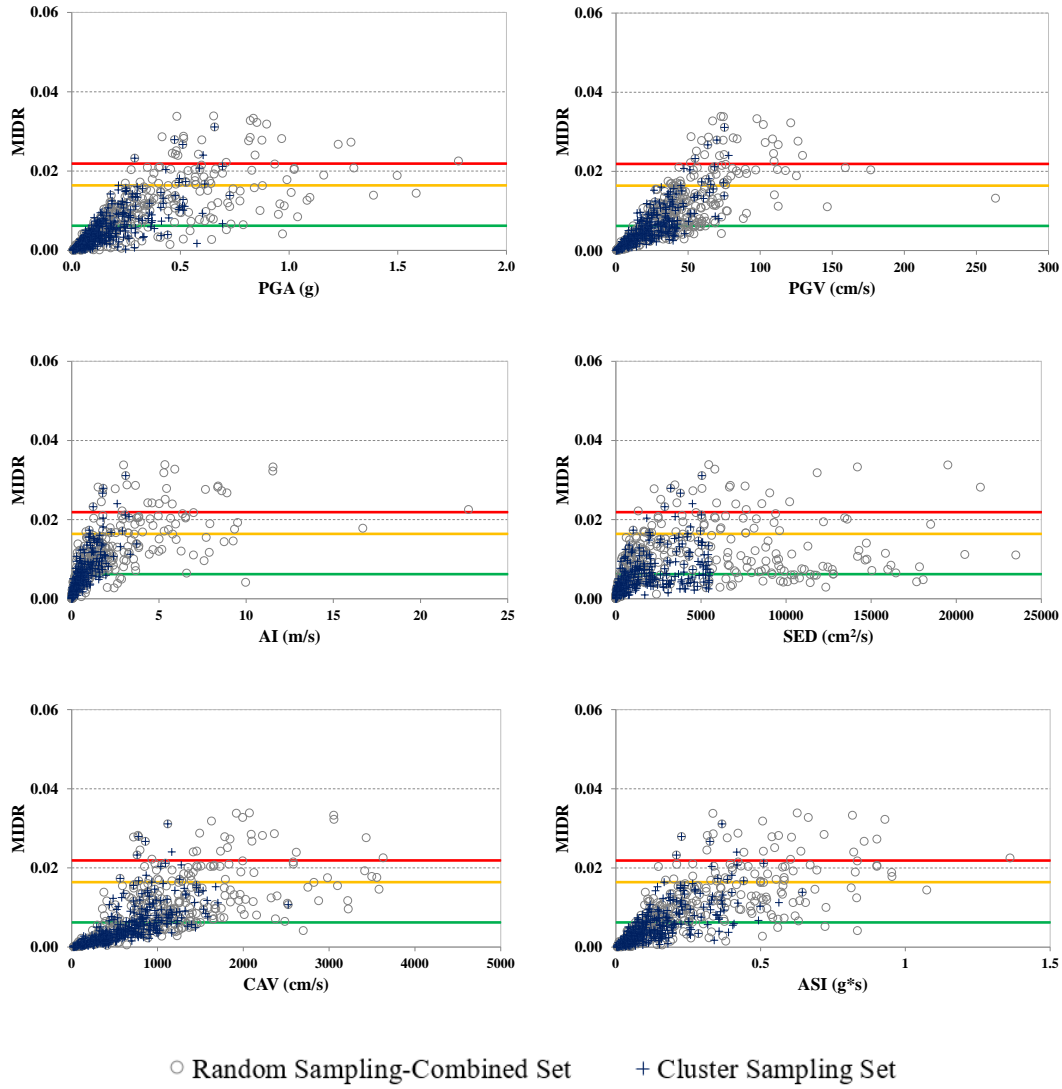 0.06 0.04 0.02 0.00
MIDR
0.0 0.5 1.0 1.5 2.0
PGA (g)
0.06 0.04 0.02 0.00
MIDR
0 50 100 150 200 250 300
PGV (cm/s)
0.06 0.04 0.02 0.00
MIDR
0 5 10 15 20 25
AI (m/s)
0.06 0.04 0.02 0.00
MIDR
0 5000 10000 15000 20000 25000
SED (cm²/s)
0.06 0.04 0.02 0.00
MIDR
0 1000 2000 3000 4000 5000
CAV (cm/s)
0.06 0.04 0.02 0.00
MIDR
0 0.5 1 1.5
ASI (g*s)
Random Sampling-Combined Set
Cluster Sampling Set